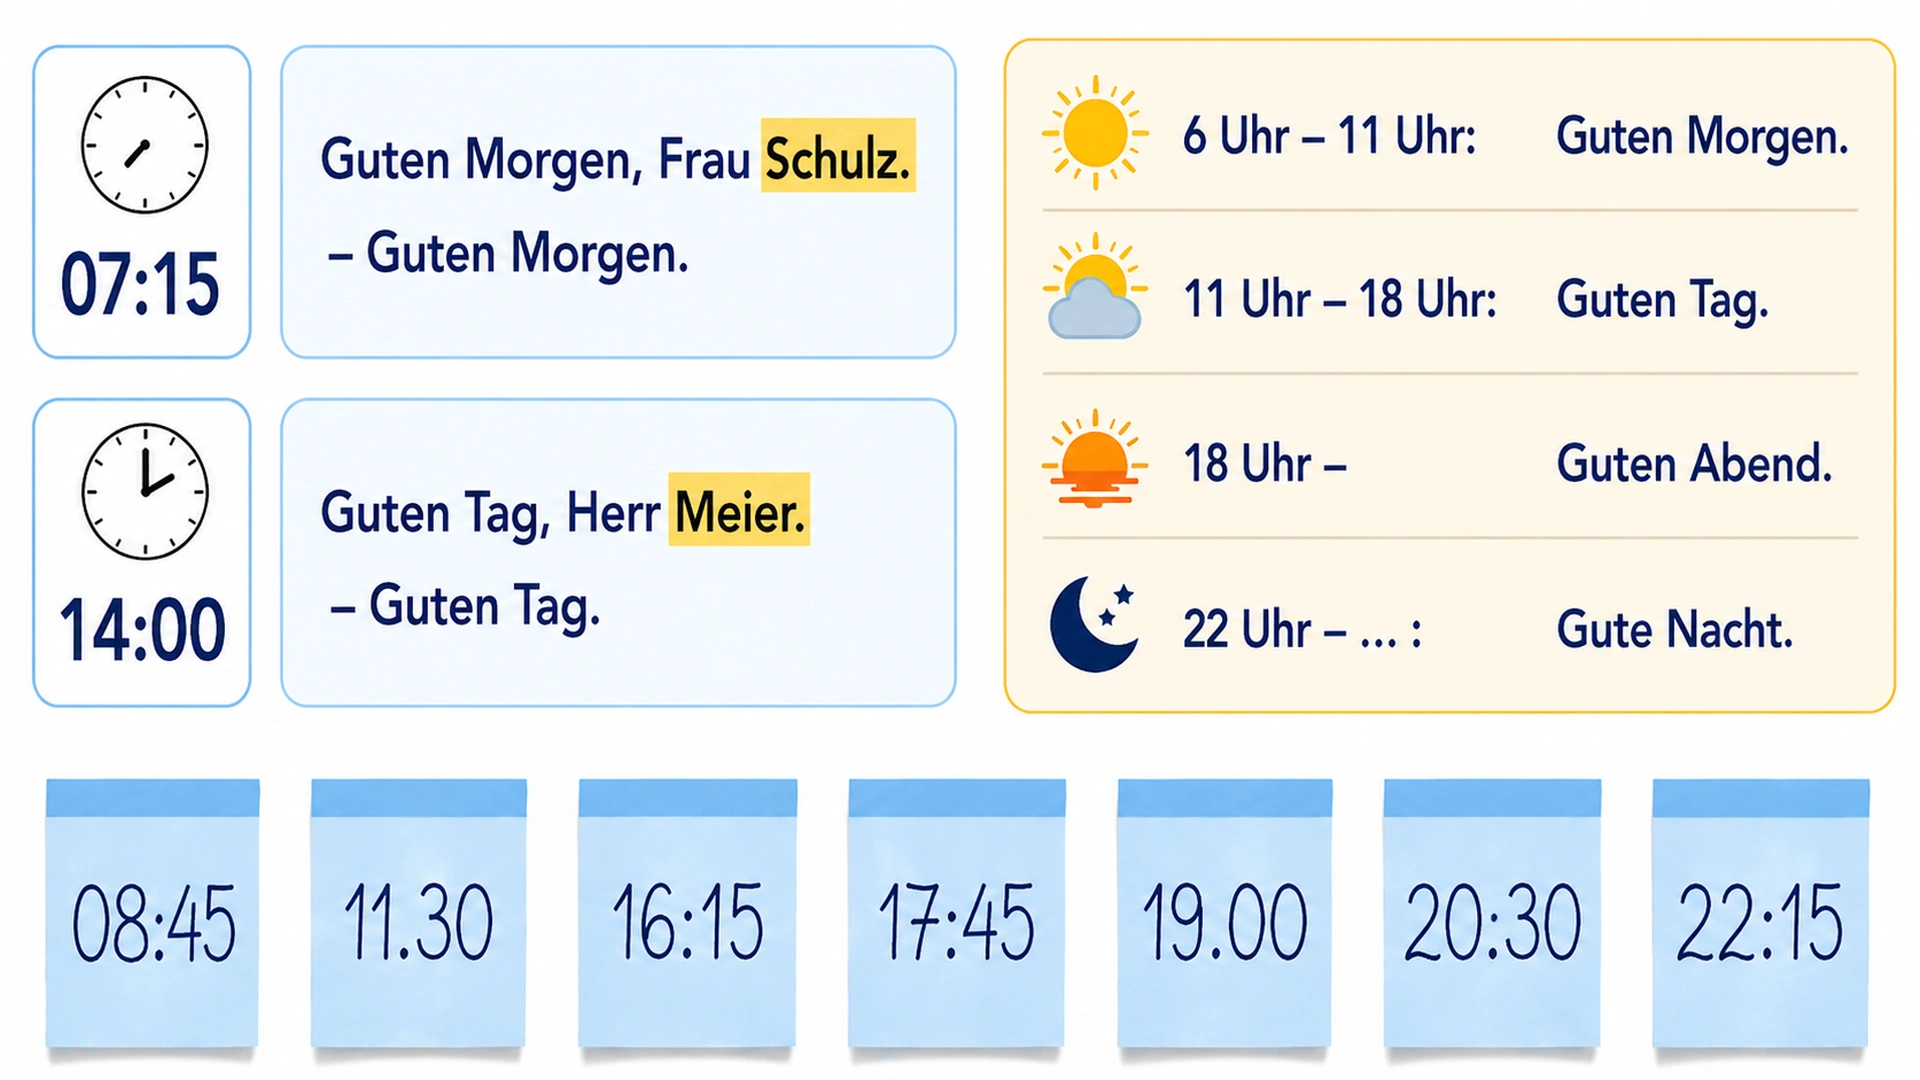 07:15
Guten Morgen, Frau Schulz.
– Guten Morgen.
14:00
Guten Tag, Herr Meier.
– Guten Tag.
6 Uhr – 11 Uhr: Guten Morgen.
11 Uhr – 18 Uhr: Guten Tag.
18 Uhr – Guten Abend.
22 Uhr – ... : Gute Nacht.
08:45
11.30
16:15
17:45
19.00
20:30
22:15